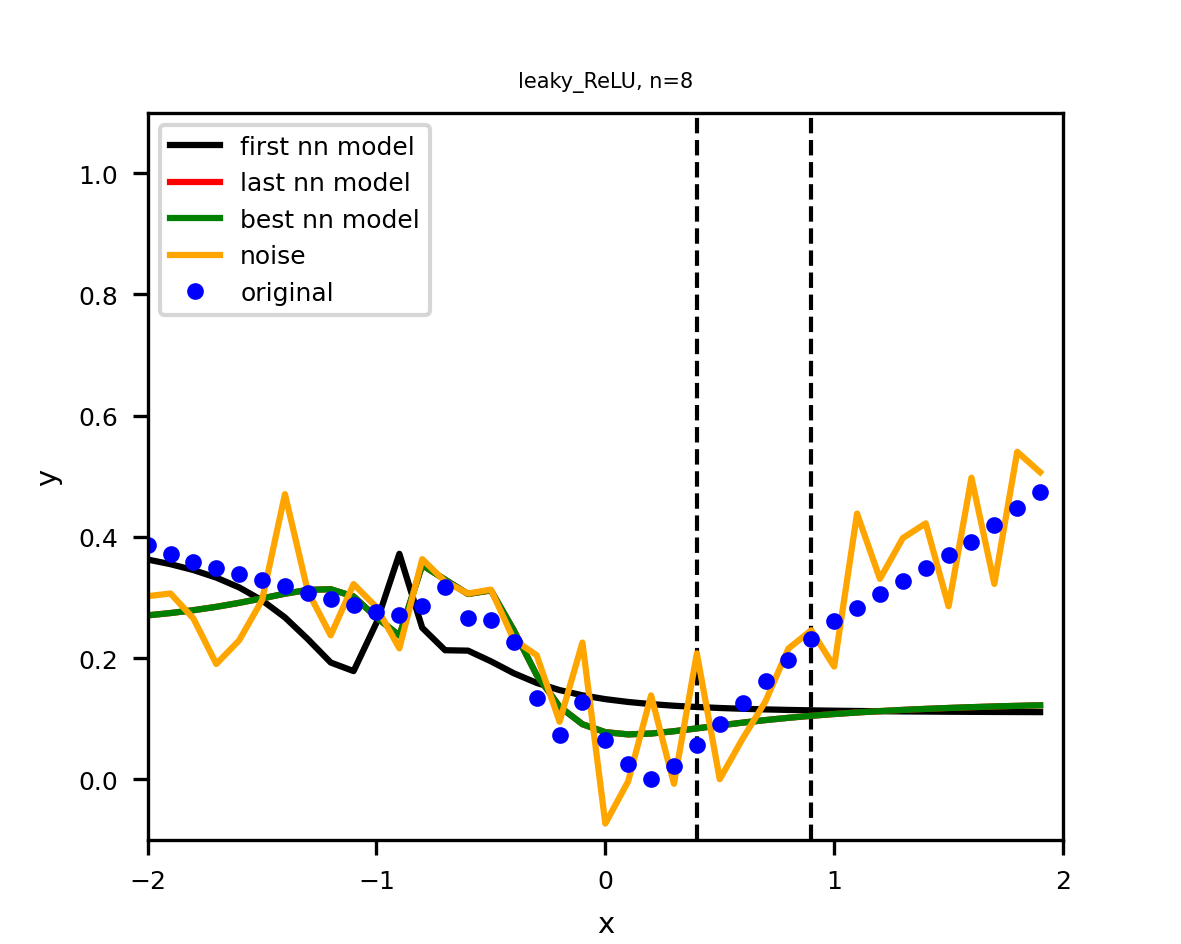 leaky_ReLU, n=8
first nn model
last nn model
best nn model
noise
original
1.0
0.8
0.6
0.4
0.2
0.0
y
−2
−1
0
1
2
x